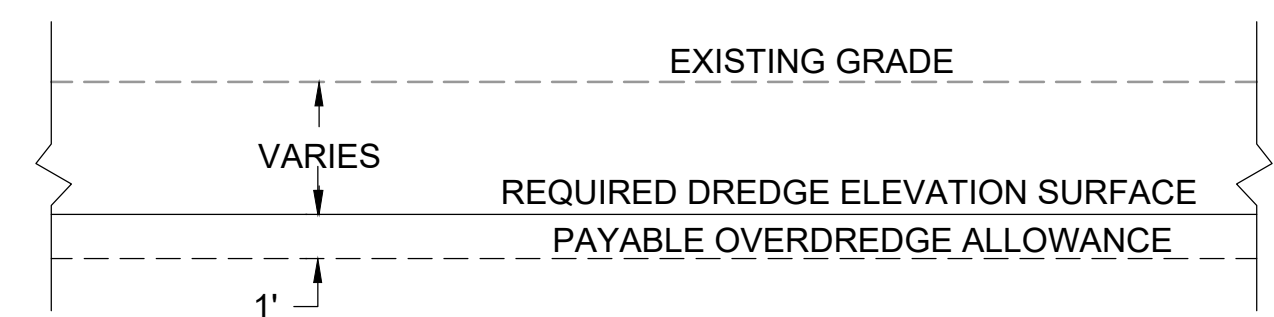 EXISTING GRADE
VARIES
REQUIRED DREDGE ELEVATION SURFACE
PAYABLE OVERDREDGE ALLOWANCE
1'